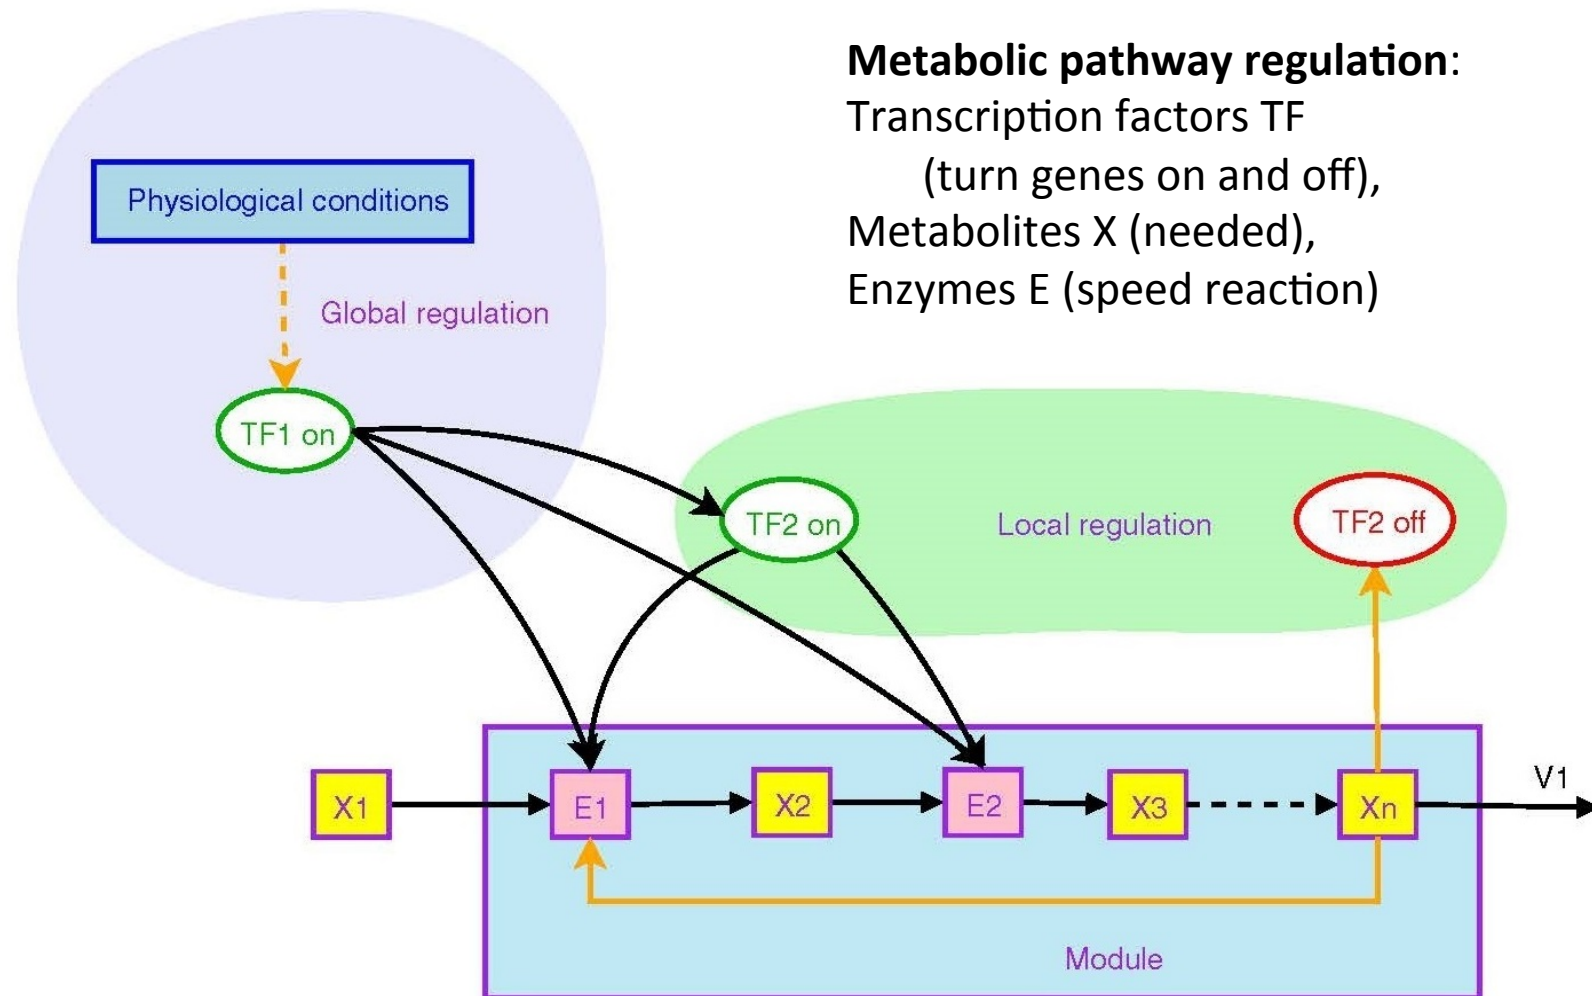 Metabolic pathway regulation:
Transcription factors TF
(turn genes on and off),
Metabolites X (needed),
Enzymes E (speed reaction)
Physiological conditions
Global regulation
TF1 on
TF2 on
Local regulation
TF2 off
X1
E1
X2
E2
X3
Xn
V1
Module